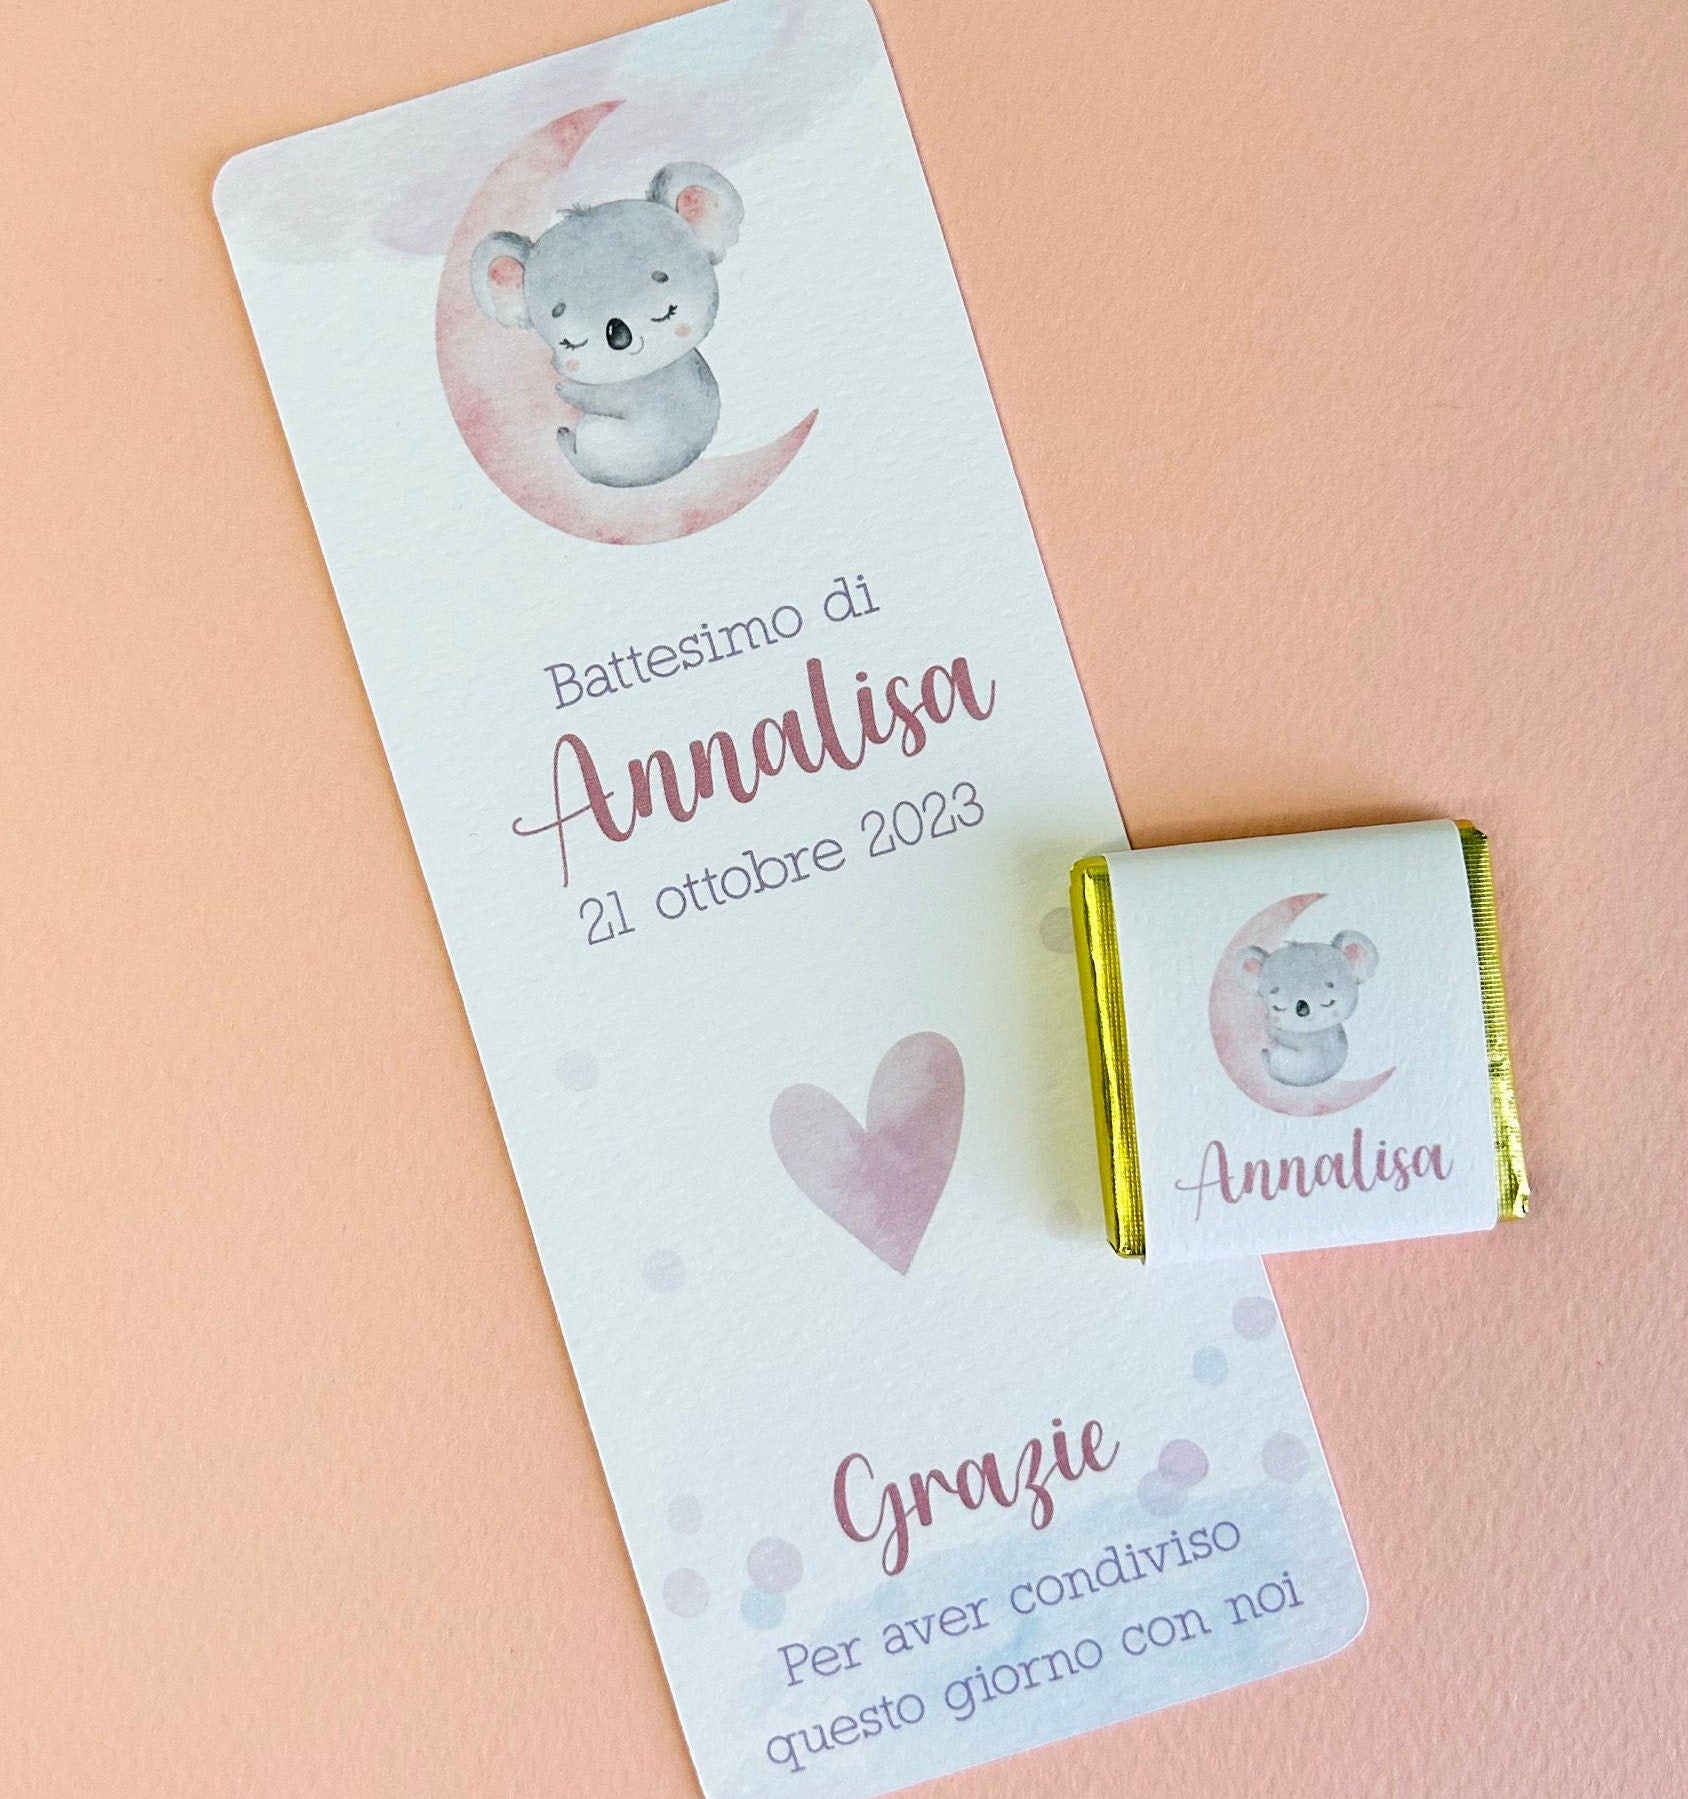 Battesimo di
Annalisa
21 ottobre 2023
Annalisa
Grazie
Per aver condiviso
questo giorno con noi